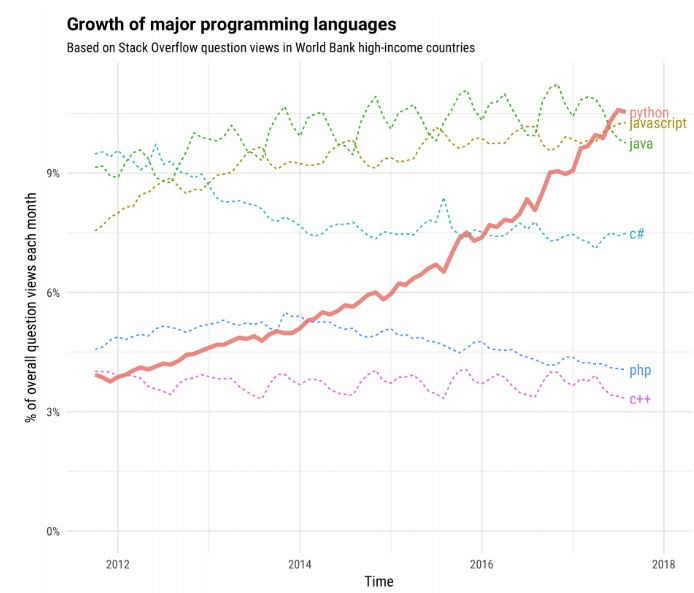 Growth of major programming languages
Based on Stack Overflow question views in World Bank high-income countries
% of overall question views each month
9%
6%
3%
0%
python
javascript
java
c#
php
c++
2012
2014
2016
2018
Time